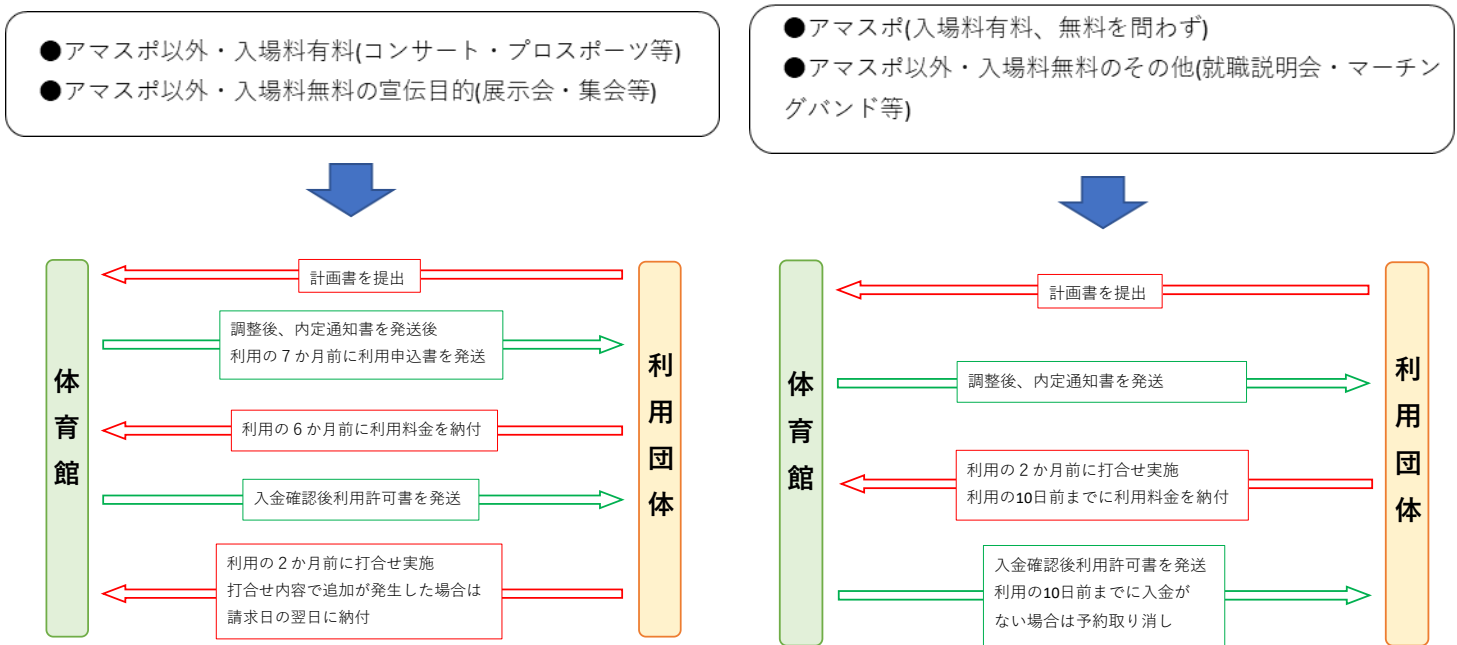 ●アマスポ以外・入場料有料(コンサート・プロスポーツ等)
●アマスポ以外・入場料無料の宣伝目的(展示会・集会等)
体育館
計画書を提出
調整後、内定通知書を発送後
利用の７か月前に利用申込書を発送
利用の６か月前に利用料金を納付
入金確認後利用許可書を発送
利用の２か月前に打合せ実施
打合せ内容で追加が発生した場合は
請求日の翌日に納付
利用団体
●アマスポ(入場料有料、無料を問わず)
●アマスポ以外・入場料無料のその他(就職説明会・マーチン
グバンド等)
体育館
計画書を提出
調整後、内定通知書を発送
利用の２か月前に打合せ実施
利用の10日前までに利用料金を納付
入金確認後利用許可書を発送
利用の10日前までに入金が
ない場合は予約取り消し
利用団体